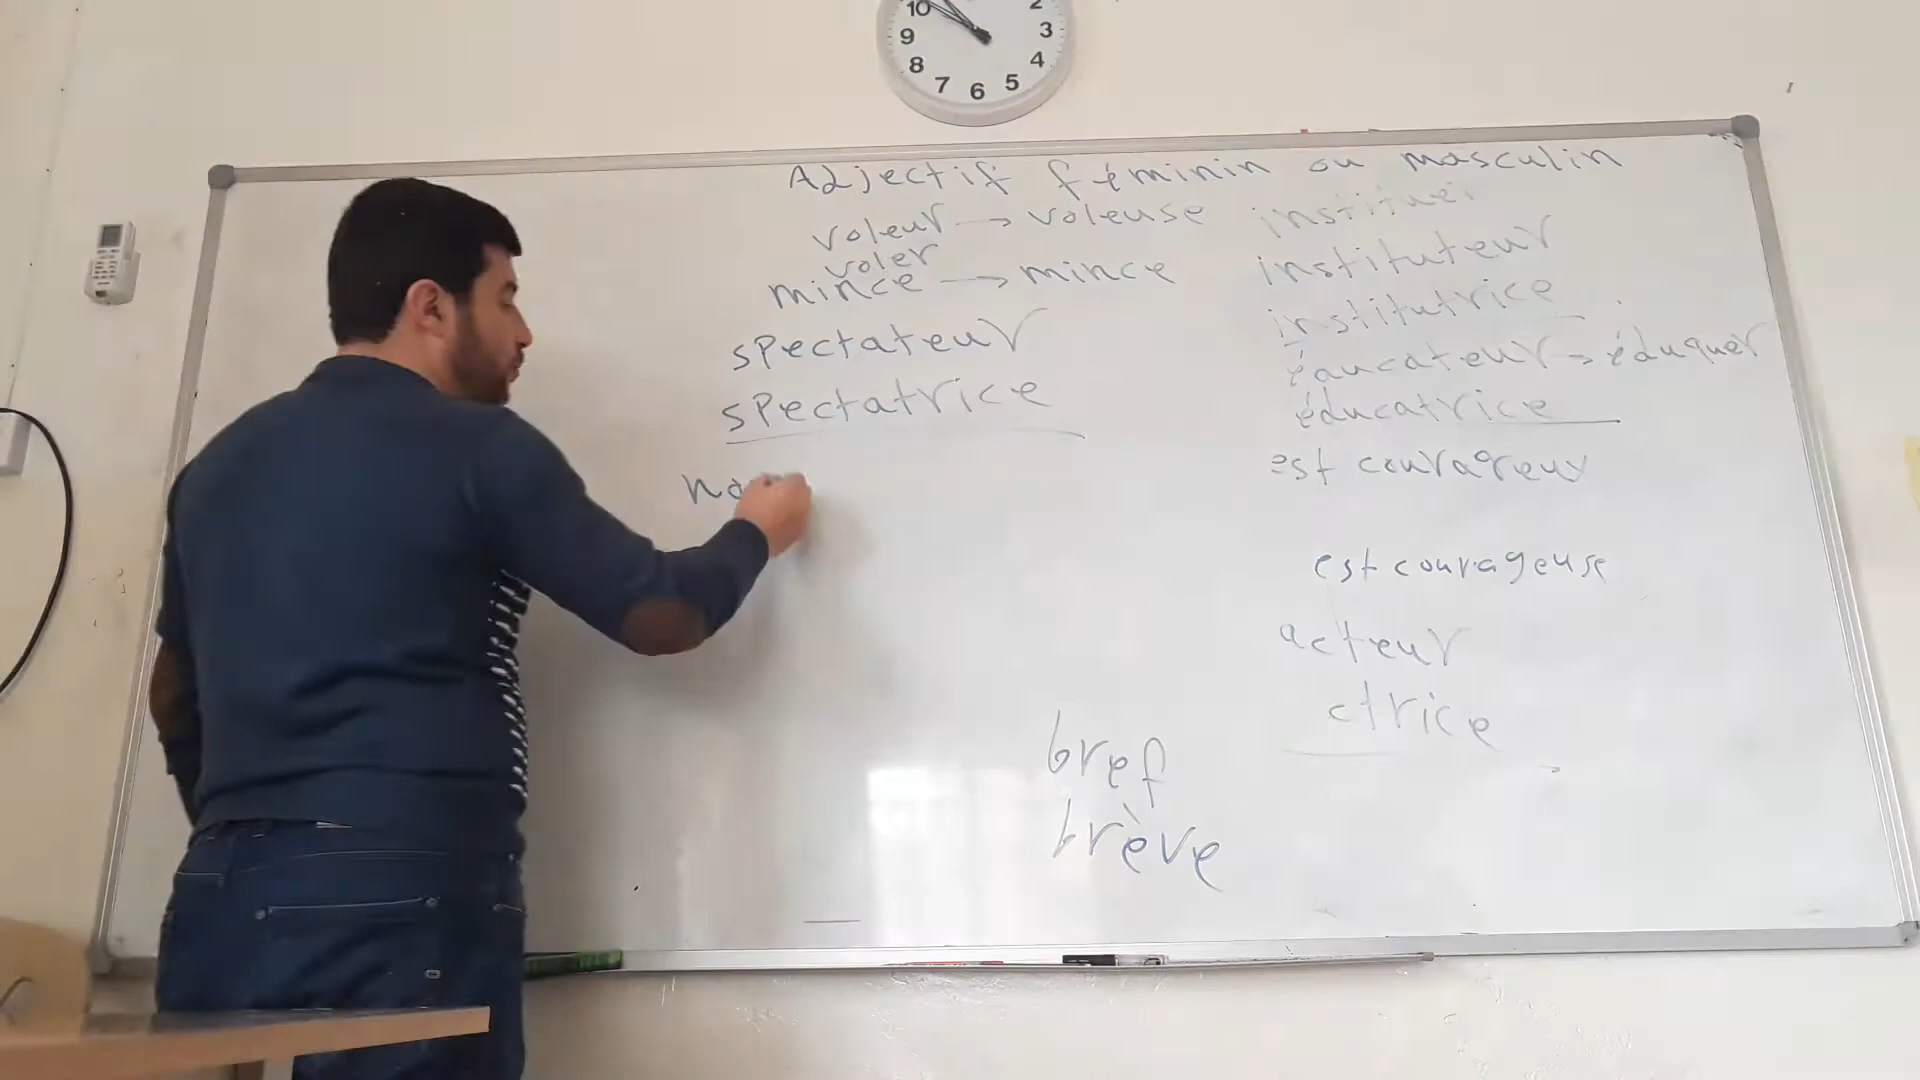 10 2
9 3
8 4
7 6 5
Adjectif féminin ou masculin
voleur → voleuse
voler
mince → mince
spectateur
spectatrice
no
instituteur
institutrice
éducateur → éduquer
éducatrice
est courageux
est courageuse
acteur
ctrice
bref
brève